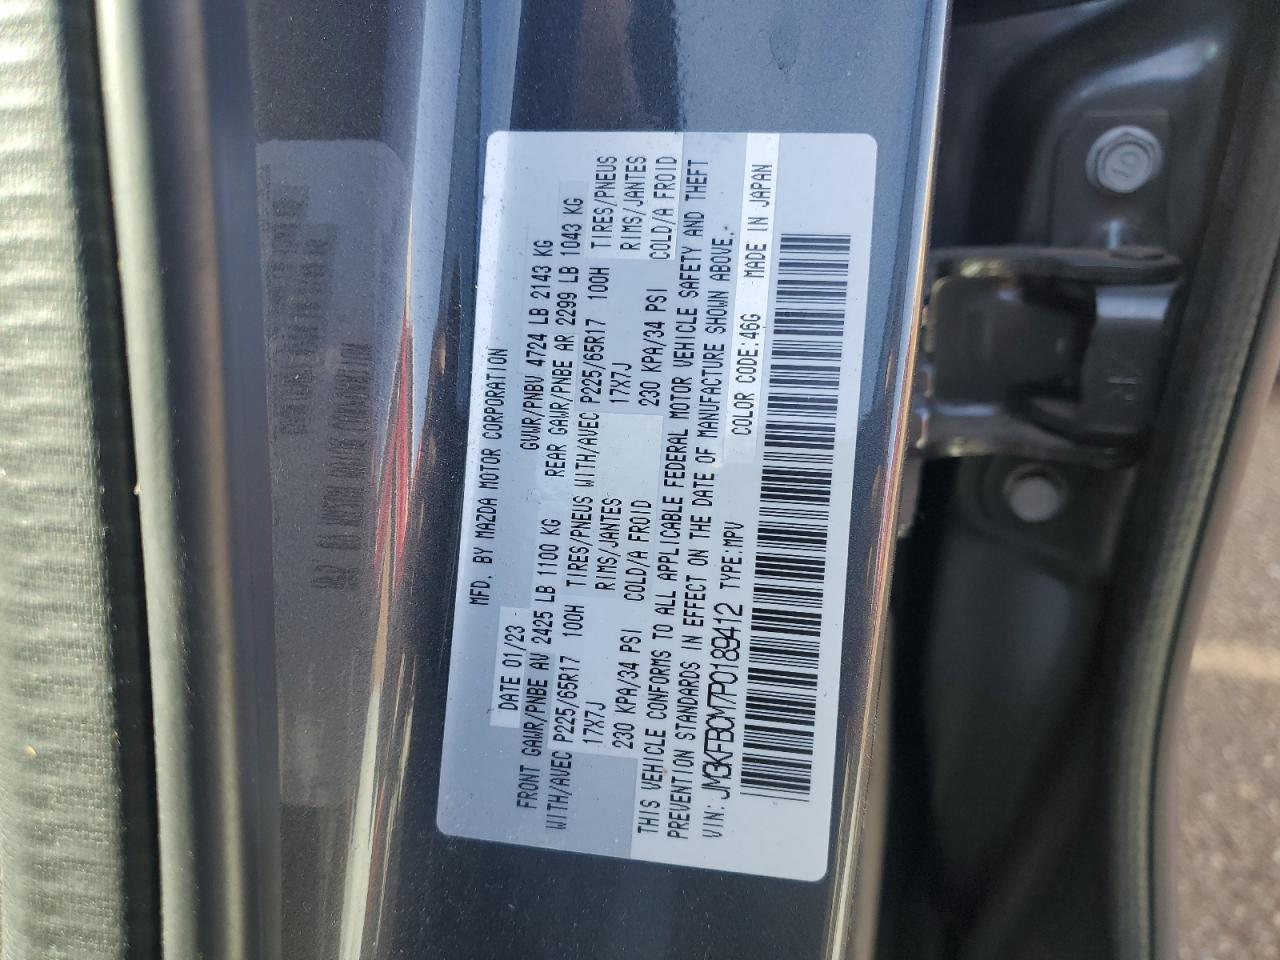 MFD. BY MAZDA MOTOR CORPORATION
DATE 01/23 GVWR/PNBV 4724 LB 2143 KG
FRONT GAWR/PNBE AV 2425 LB 1100 KG REAR GAWR/PNBE AR 2299 LB 1043 KG
WITH/AVEC P225/65R17 100H TIRES/PNEUS WITH/AVEC P225/65R17 100H TIRES/PNEUS
17X7J RIMS/JANTES 17X7J RIMS/JANTES
230 KPA/34 PSI COLD/A FROID 230 KPA/34 PSI COLD/A FROID
THIS VEHICLE CONFORMS TO ALL APPLICABLE FEDERAL MOTOR VEHICLE SAFETY AND THEFT
PREVENTION STANDARDS IN EFFECT ON THE DATE OF MANUFACTURE SHOWN ABOVE.
VIN: JM3KFBCM7P0189412 TYPE:MPV COLOR CODE:46G MADE IN JAPAN
10